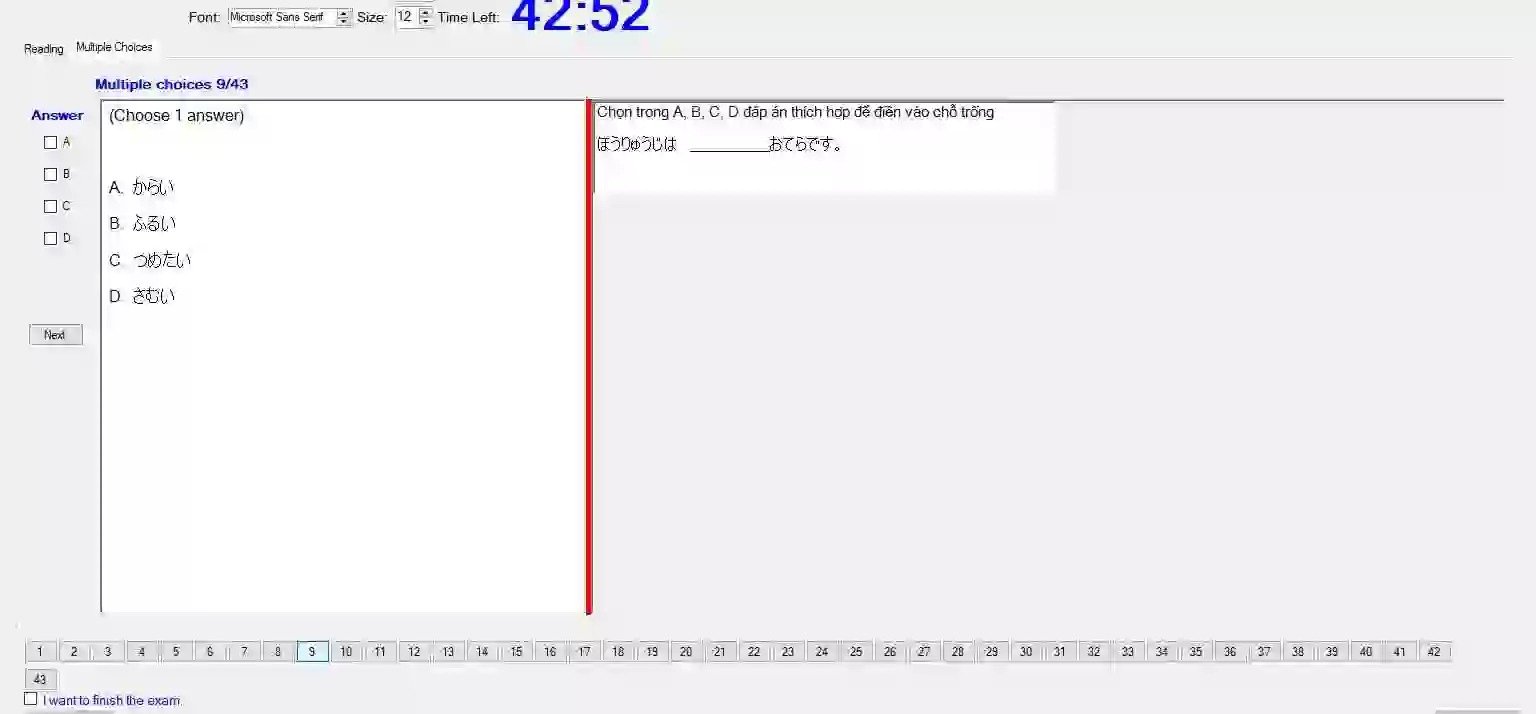 Font: Microsoft Sans Serif Size: 12 Time Left: 42:52
Reading Multiple Choices
Multiple choices 9/43
Answer
A
B
C
D
Next
(Choose 1 answer)
A. からい
B. ふるい
C. つめたい
D. さむい
Chọn trong A, B, C, D đáp án thích hợp để điền vào chỗ trống
ほうりゅうじは __________おてらです。
1 2 3 4 5 6 7 8 9 10 11 12 13 14 15 16 17 18 19 20 21 22 23 24 25 26 27 28 29 30 31 32 33 34 35 36 37 38 39 40 41 42
43
I want to finish the exam.